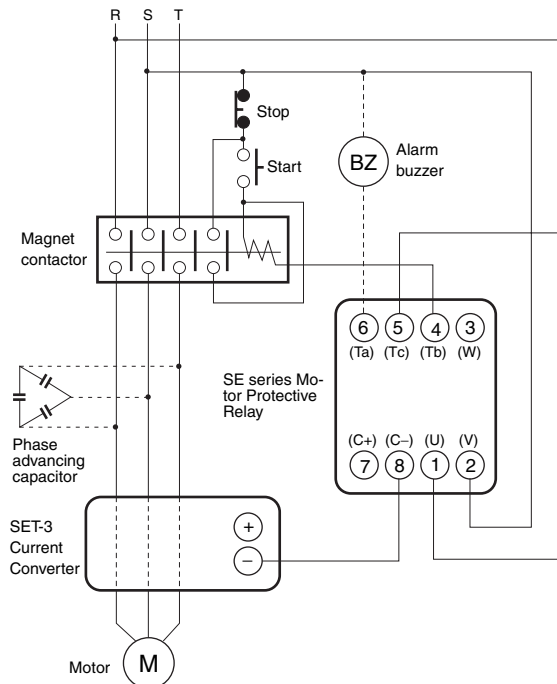 R S T
Stop
Start
BZ
Alarm
buzzer
Magnet
contactor
6 5 4 3
(Ta) (Tc) (Tb) (W)
SE series Mo-
tor Protective
Relay
(C+) (C−) (U) (V)
7 8 1 2
Phase
advancing
capacitor
SET-3
Current
Converter
+
−
Motor
M